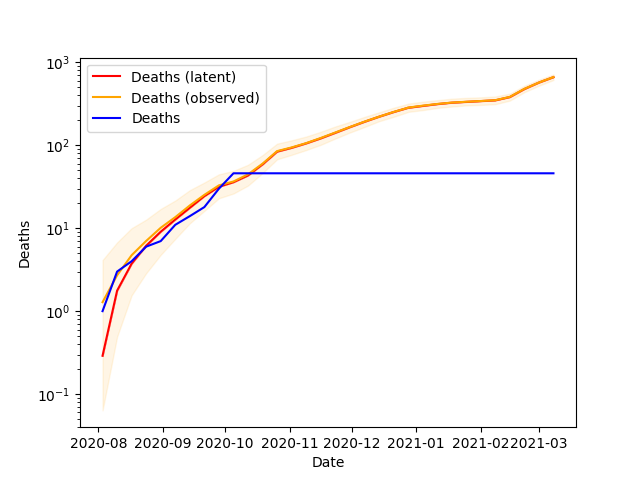 Deaths (latent)
Deaths (observed)
Deaths
10³
10²
10¹
10⁰
10⁻¹
Deaths
2020-08 2020-09 2020-10 2020-11 2020-12 2021-01 2021-02 2021-03
Date